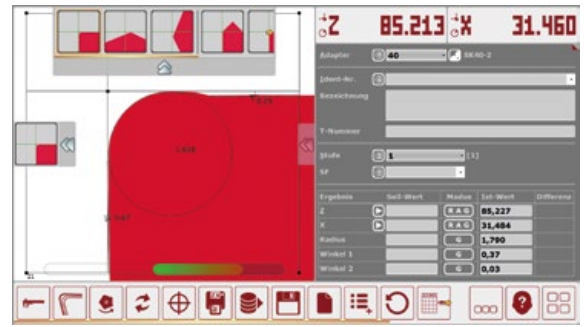 Z 85.213 X 31.460
Adapter 40 SK40-2
Ident-Nr.
Bezeichnung
T-Nummer
Stufe 1 [1]
SF
Ergebnis Soll-Wert Modus Ist-Wert Differenz
Z R A G 85,227
X R A G 31,484
Radius G 1,790
Winkel 1 G 0,37
Winkel 2 G 0,03